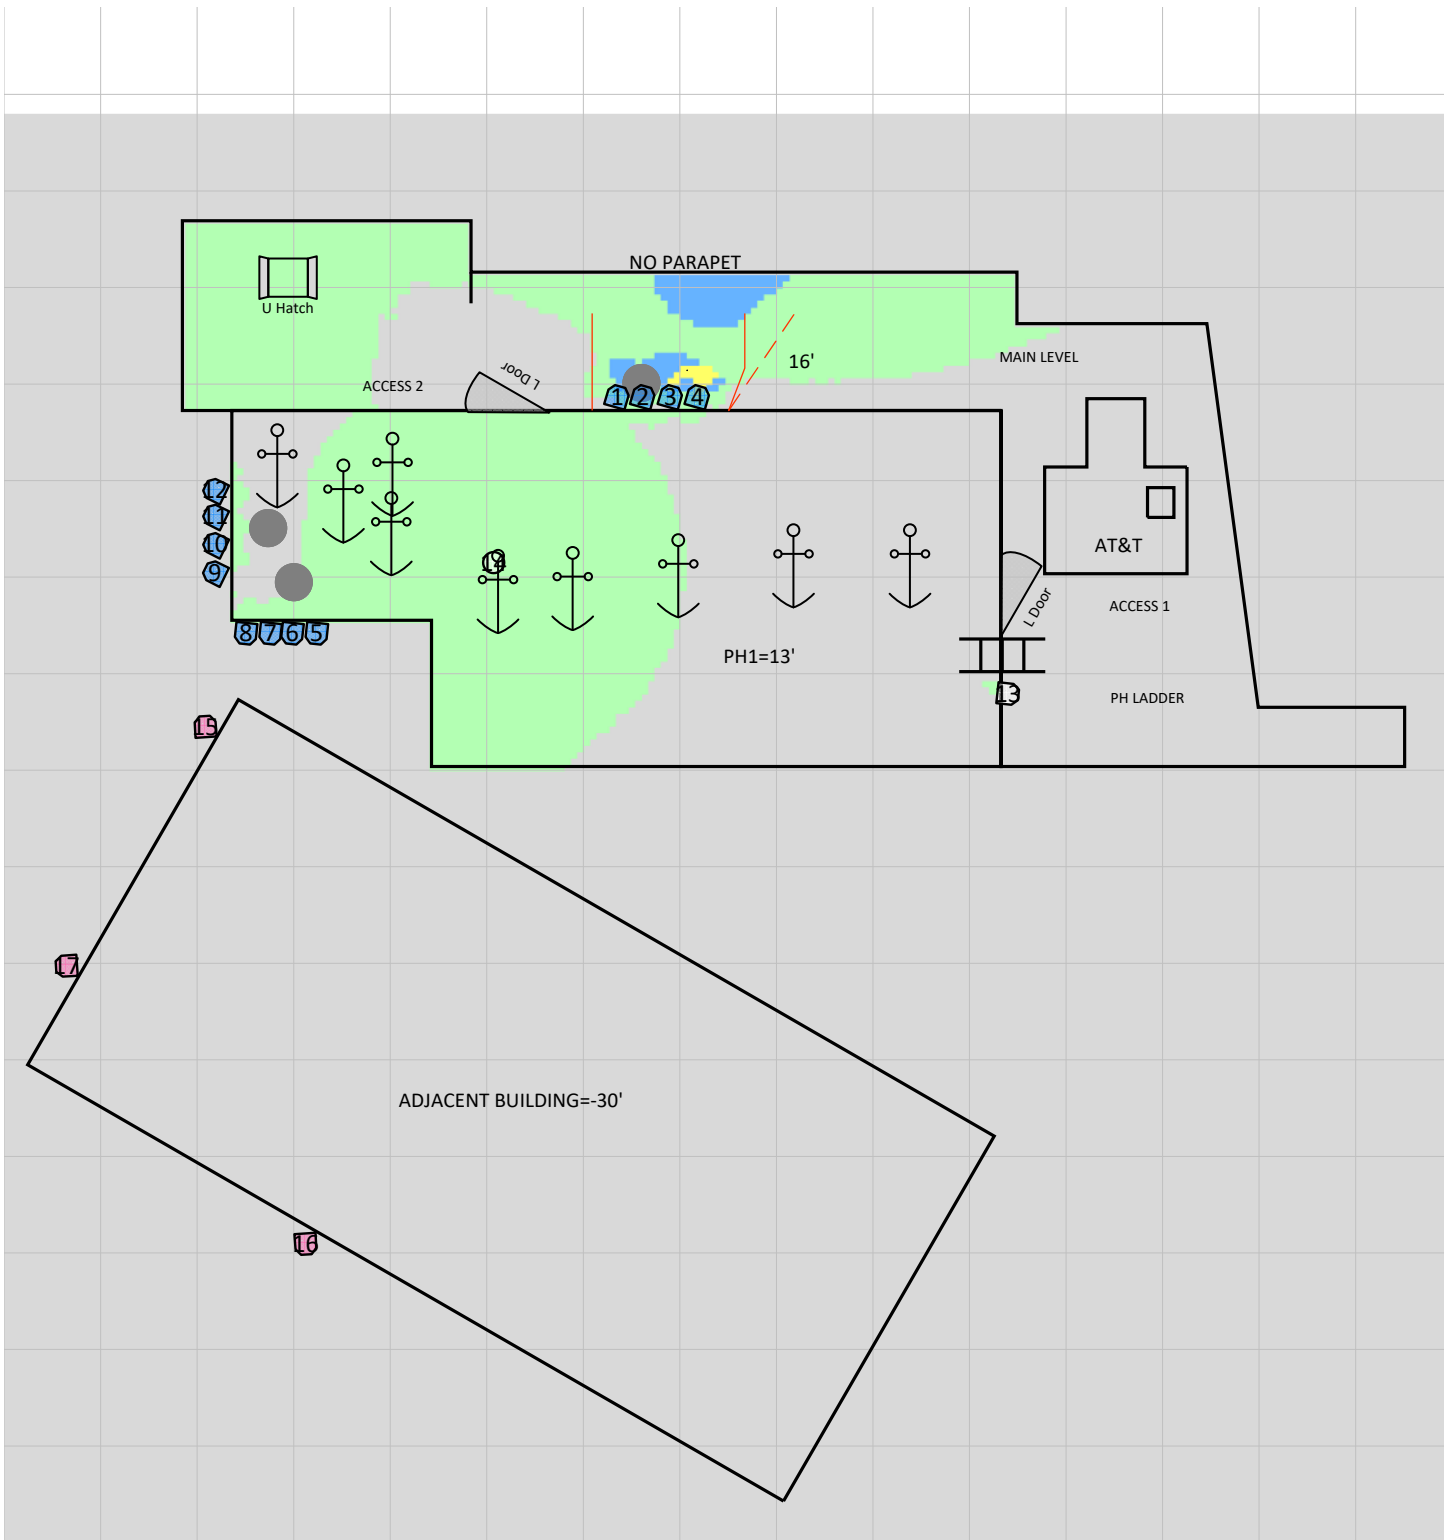 NO PARAPET
U Hatch
16'
MAIN LEVEL
L Door
ACCESS 2
1
2
3
4
12
11
10
9
14
AT&T
L Door
ACCESS 1
8
7
6
5
PH1=13'
13
PH LADDER
15
17
ADJACENT BUILDING=-30'
16